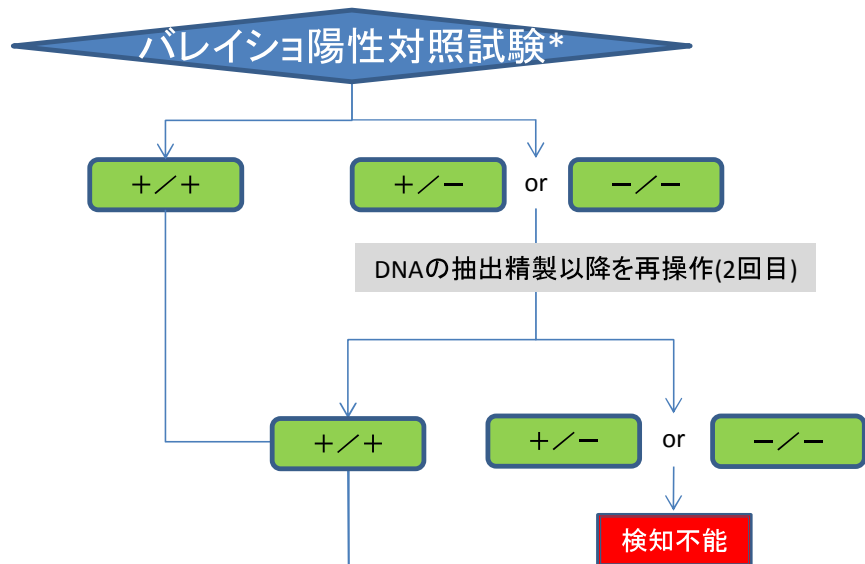 バレイショ陽性対照試験*
+／+
+／−
or
−／−
DNAの抽出精製以降を再操作(2回目)
+／+
+／−
or
−／−
検知不能